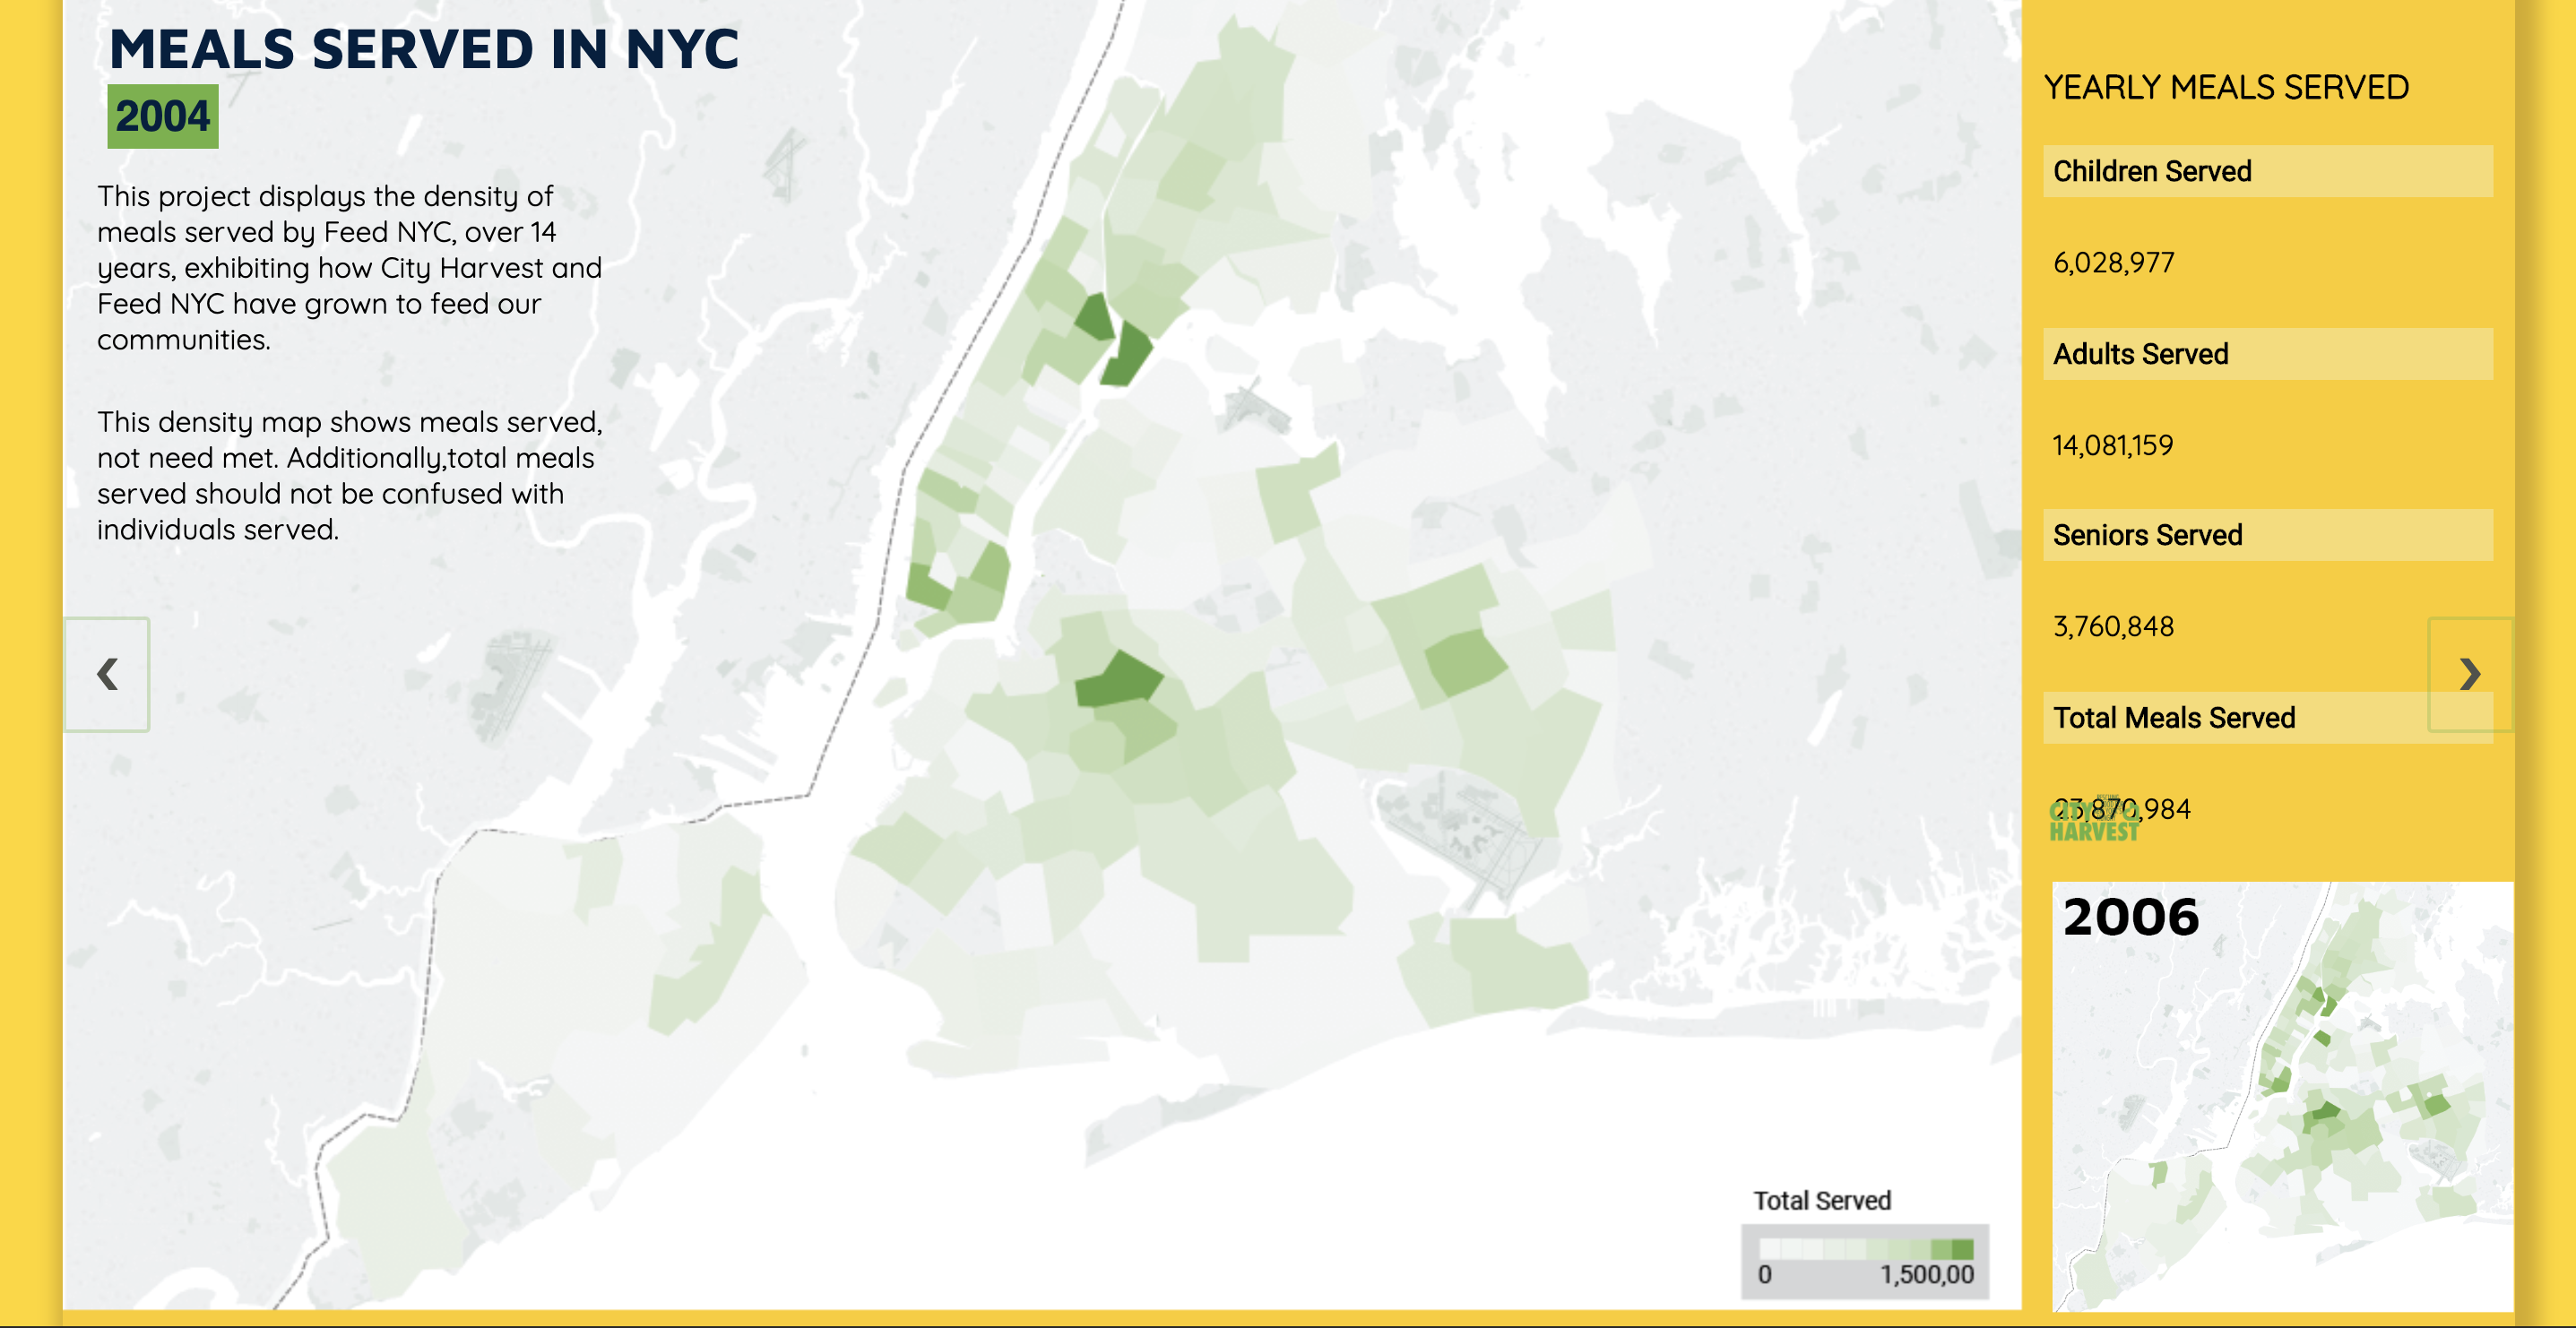 MEALS SERVED IN NYC
2004
This project displays the density of
meals served by Feed NYC, over 14
years, exhibiting how City Harvest and
Feed NYC have grown to feed our
communities.
This density map shows meals served,
not need met. Additionally,total meals
served should not be confused with
individuals served.
YEARLY MEALS SERVED
Children Served
6,028,977
Adults Served
14,081,159
Seniors Served
3,760,848
Total Meals Served
23,870,984
CITY
HARVEST
2006
Total Served
0 1,500,00